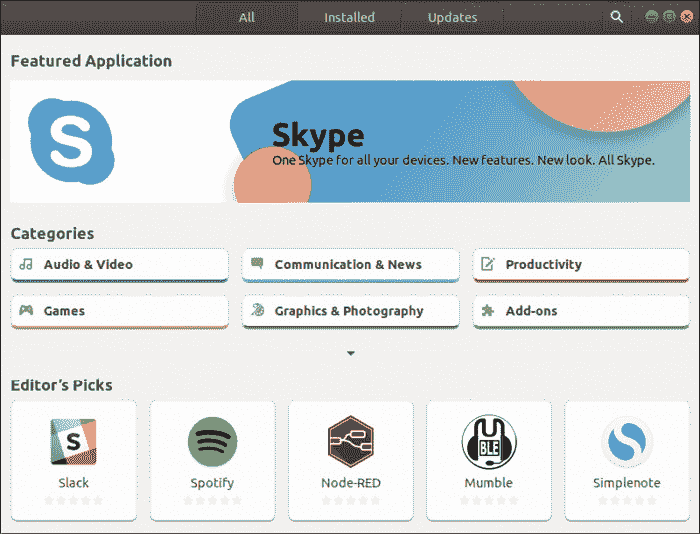 All Installed Updates
Featured Application
S
Skype
One Skype for all your devices. New features. New look. All Skype.
Categories
Audio & Video Communication & News Productivity
Games Graphics & Photography Add-ons
Editor's Picks
S
U
BLE
Slack Spotify Node-RED Mumble Simplenote